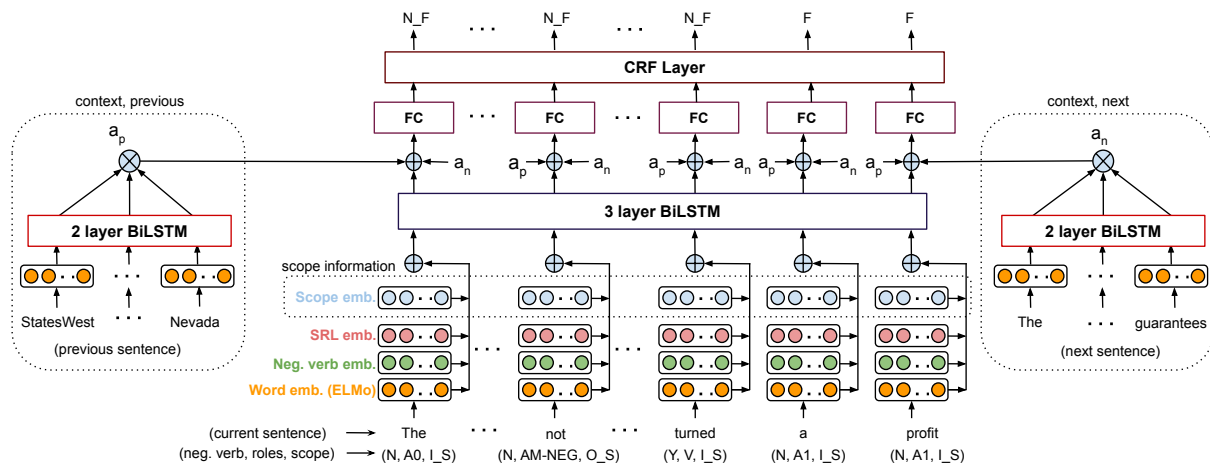 N_F ... N_F ... N_F F F
CRF Layer
context, previous
context, next
FC ... FC ... FC FC FC
a_p
a_n
a_n a_p a_n a_p a_n a_p a_n a_p
3 layer BiLSTM
2 layer BiLSTM
2 layer BiLSTM
scope information
Scope emb.
StatesWest ... Nevada
The ... guarantees
SRL emb.
(previous sentence)
(next sentence)
Neg. verb emb.
Word emb. (ELMo)
(current sentence) The ... not ... turned a profit
(neg. verb, roles, scope) (N, A0, I_S) (N, AM-NEG, O_S) (Y, V, I_S) (N, A1, I_S) (N, A1, I_S)